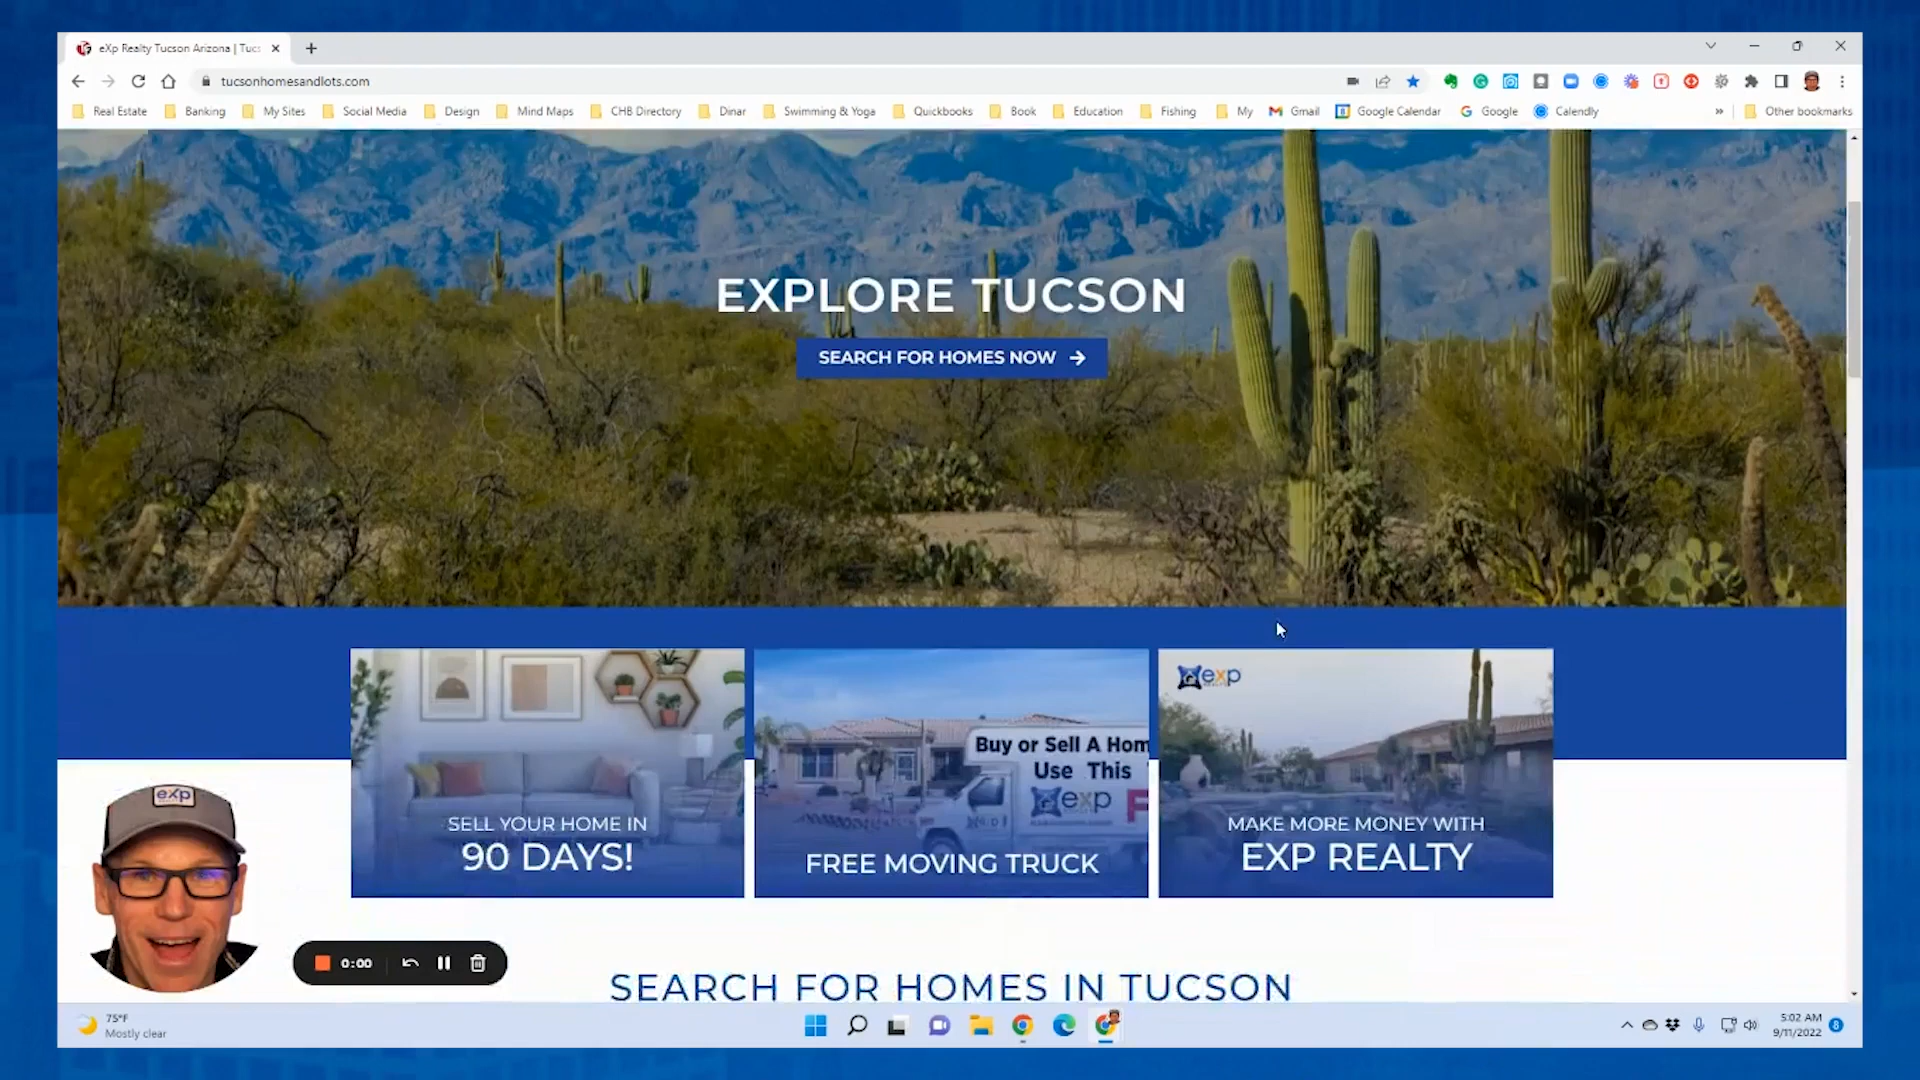 eXp Realty Tucson Arizona | Tucs
tucsonhomesandlots.com
Real Estate
Banking
My Sites
Social Media
Design
Mind Maps
CHB Directory
Dinar
Swimming & Yoga
Quickbooks
Book
Education
Fishing
My
Gmail
Google Calendar
Google
Calendly
»
Other bookmarks
EXPLORE TUCSON
SEARCH FOR HOMES NOW →
SELL YOUR HOME IN
90 DAYS!
Buy or Sell A Hom
Use This
exp
F
FREE MOVING TRUCK
exp
MAKE MORE MONEY WITH
EXP REALTY
exp
0:00
SEARCH FOR HOMES IN TUCSON
75°F
Mostly clear
5:02 AM
9/11/2022
8